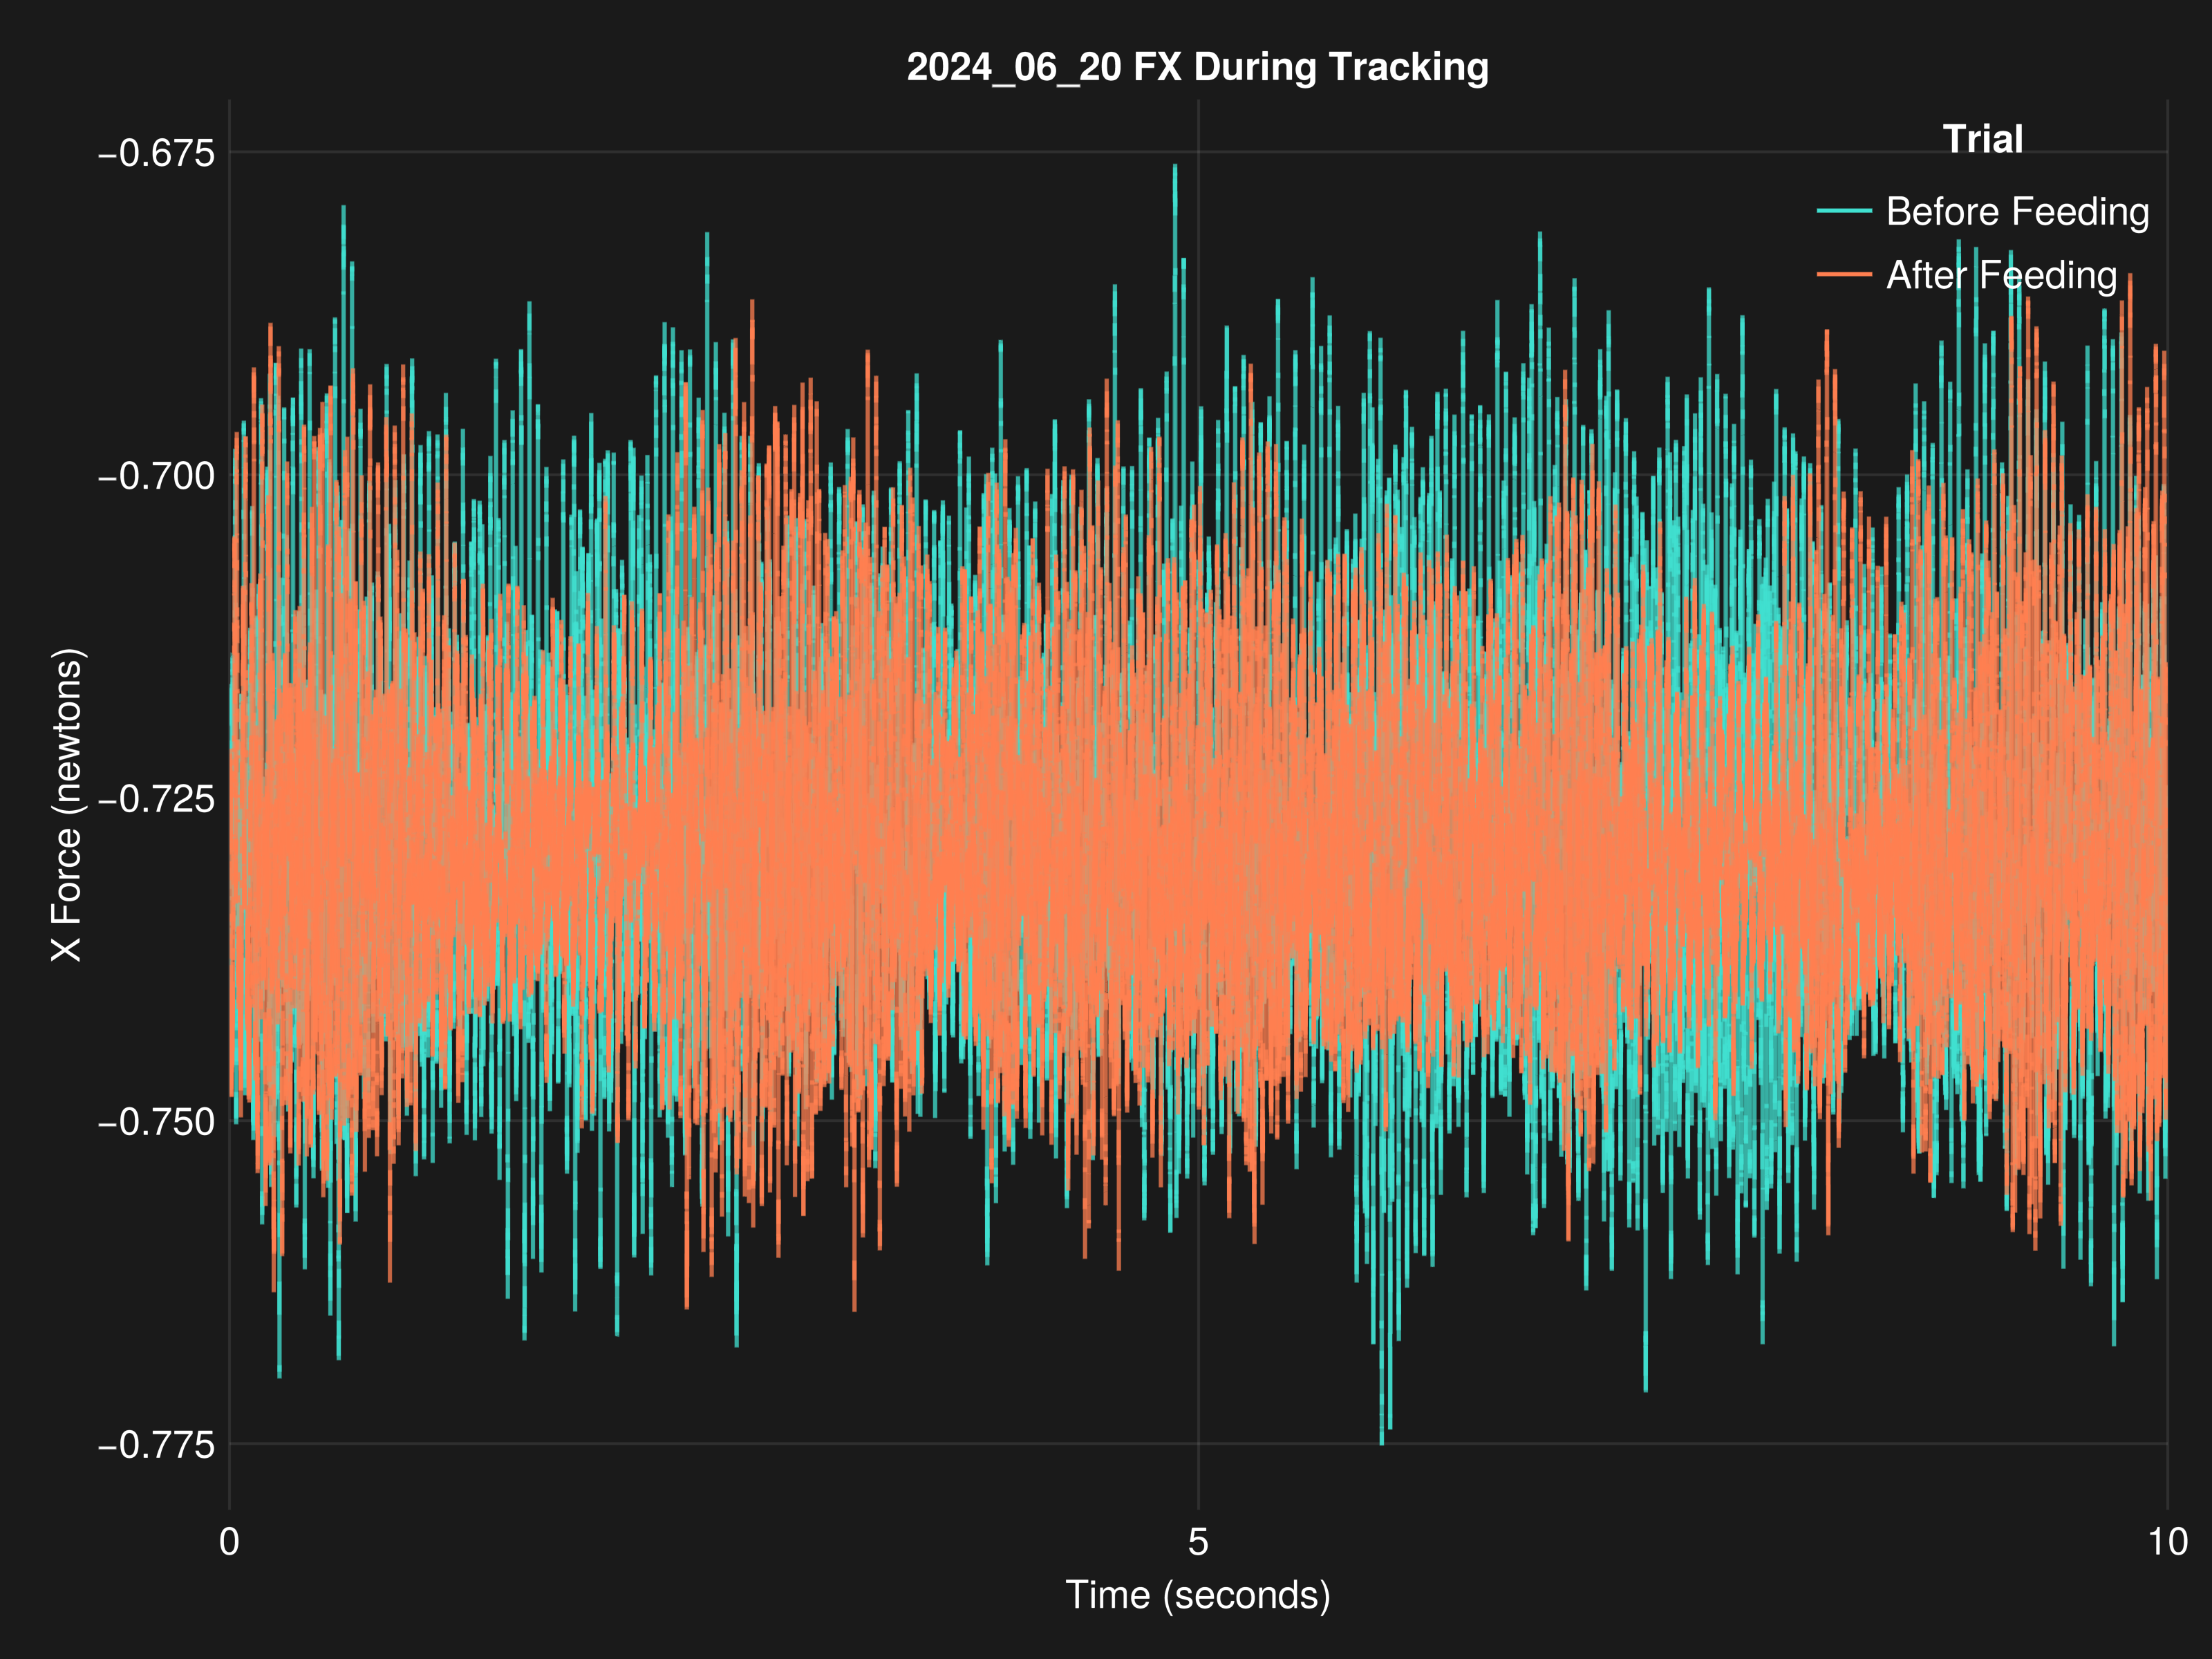 2024_06_20 FX During Tracking
Trial
Before Feeding
After Feeding
X Force (newtons)
−0.675
−0.700
−0.725
−0.750
−0.775
0
5
10
Time (seconds)